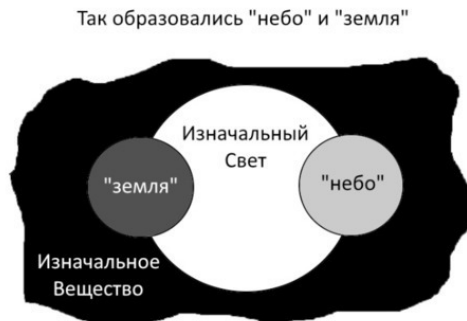 Так образовались "небо" и "земля"
Изначальный
Свет
"земля"
"небо"
Изначальное
Вещество